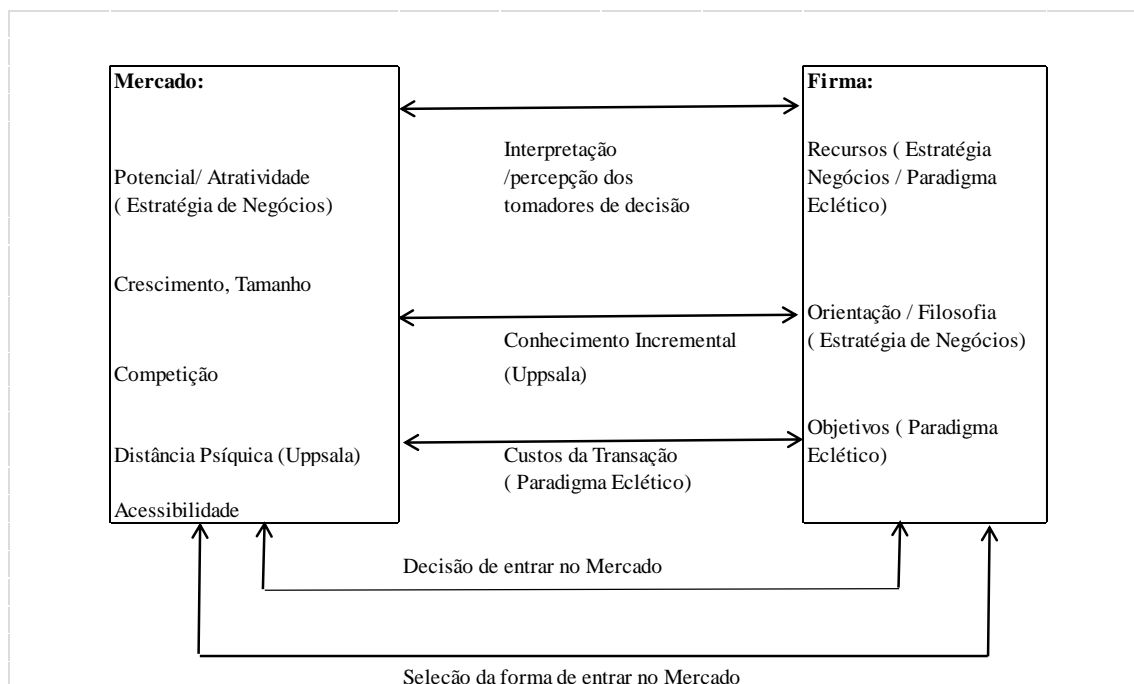 Mercado:
Potencial/ Atratividade
( Estratégia de Negócios)
Crescimento, Tamanho
Competição
Distância Psíquica (Uppsala)
Acessibilidade
Interpretação
/percepção dos
tomadores de decisão
Conhecimento Incremental
(Uppsala)
Custos da Transação
( Paradigma Eclético)
Firma:
Recursos ( Estratégia
Negócios / Paradigma
Eclético)
Orientação / Filosofia
( Estratégia de Negócios)
Objetivos ( Paradigma
Eclético)
Decisão de entrar no Mercado
Seleção da forma de entrar no Mercado